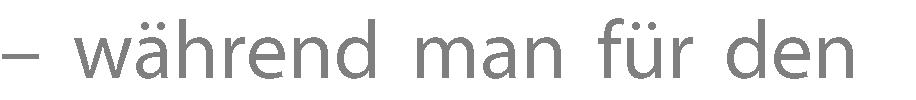 – während man für den